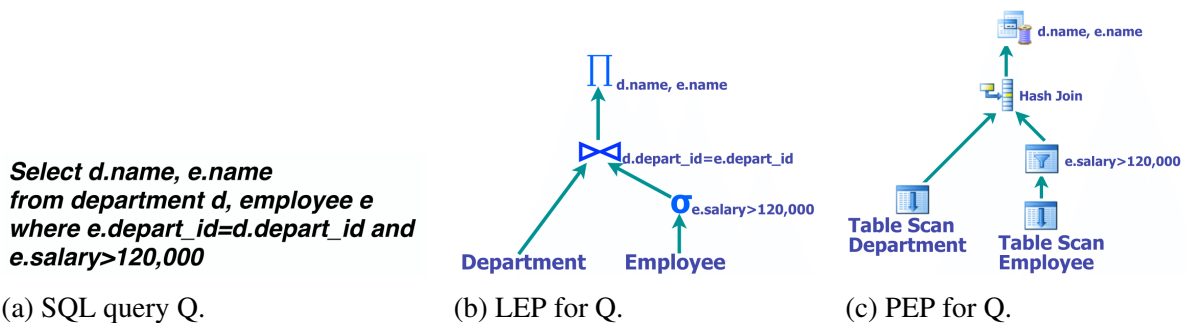 Select d.name, e.name
from department d, employee e
where e.depart_id=d.depart_id and
e.salary>120,000
(a) SQL query Q.
∏ d.name, e.name
⋈ d.depart_id=e.depart_id
σ e.salary>120,000
Department Employee
(b) LEP for Q.
d.name, e.name
Hash Join
e.salary>120,000
Table Scan
Department
Table Scan
Employee
(c) PEP for Q.